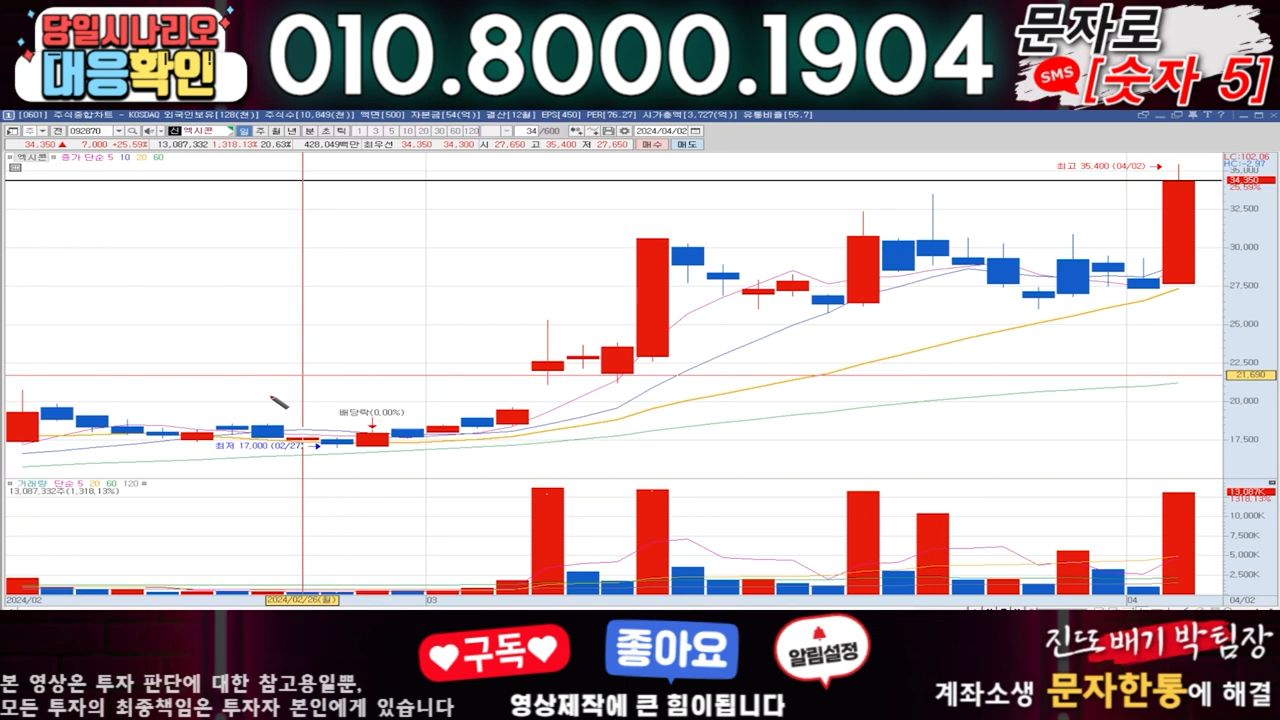 당일시나리오
대응확인
010.8000.1904
문자로
SMS [숫자 5]
[0601] 주식종합차트 - KOSDAQ 외국인보유[128(천)] 주식수[10,849(천)] 액면[500] 자본금[54(억)] 결산[12월] EPS[450] PER[76.27] 시가총액[3,727(억)] 유통비율[55.7]
주 전 092870 신 엑시콘 일 주 월 년 분 초 틱 1 3 5 10 20 30 60 120 34 /600 2024/04/02
34,350 ▲ 7,000 +25.59% 13,087,332 1,318.13% 20.63% 428,049백만 최우선 34,350 34,300 시 27,650 고 35,400 저 27,650 매수 매도
엑시콘 종가 단순 5 10 20 60
LC:102.06
HC:-2.97
최고 35,400 (04/02)
35,000
34,350
25.59%
32,500
30,000
27,500
25,000
22,500
21,690
20,000
17,500
배당락(0.00%)
최저 17,000 (02/27)
거래량 단순 5 20 60 120
13,087,332주(1,318.13%)
13,087K
1318.13%
10,000K
7,500K
5,000K
2,500K
2024/02 2024/02/26(월) 03 04 04/02
구독 좋아요 알림설정
영상제작에 큰 힘이됩니다
본 영상은 투자 판단에 대한 참고용일뿐,
모든 투자의 최종책임은 투자자 본인에게 있습니다
진또배기 박팀장
계좌소생 문자한통에 해결